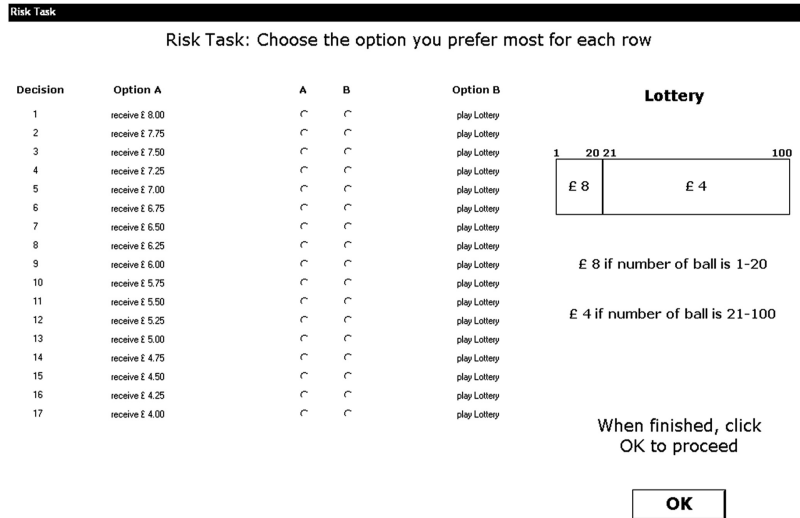 Risk Task
Risk Task: Choose the option you prefer most for each row
Decision Option A A B Option B
1 receive £ 8.00 play Lottery
2 receive £ 7.75 play Lottery
3 receive £ 7.50 play Lottery
4 receive £ 7.25 play Lottery
5 receive £ 7.00 play Lottery
6 receive £ 6.75 play Lottery
7 receive £ 6.50 play Lottery
8 receive £ 6.25 play Lottery
9 receive £ 6.00 play Lottery
10 receive £ 5.75 play Lottery
11 receive £ 5.50 play Lottery
12 receive £ 5.25 play Lottery
13 receive £ 5.00 play Lottery
14 receive £ 4.75 play Lottery
15 receive £ 4.50 play Lottery
16 receive £ 4.25 play Lottery
17 receive £ 4.00 play Lottery
Lottery
1 20 21 100
£ 8 £ 4
£ 8 if number of ball is 1-20
£ 4 if number of ball is 21-100
When finished, click
OK to proceed
OK